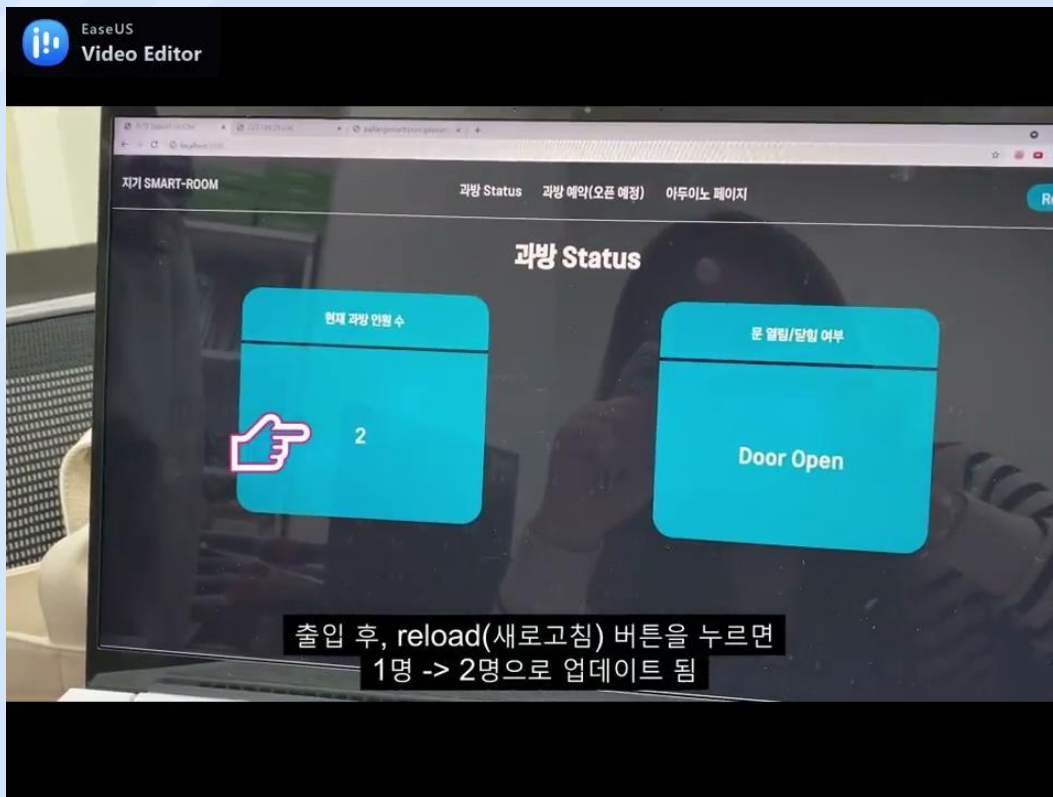 EaseUS
Video Editor
지기 SMART-ROOM
과방 Status 과방 예약(오픈 예정) 아두이노 페이지
과방 Status
현재 과방 인원 수
문 열림/닫힘 여부
2
Door Open
출입 후, reload(새로고침) 버튼을 누르면
1명 -> 2명으로 업데이트 됨